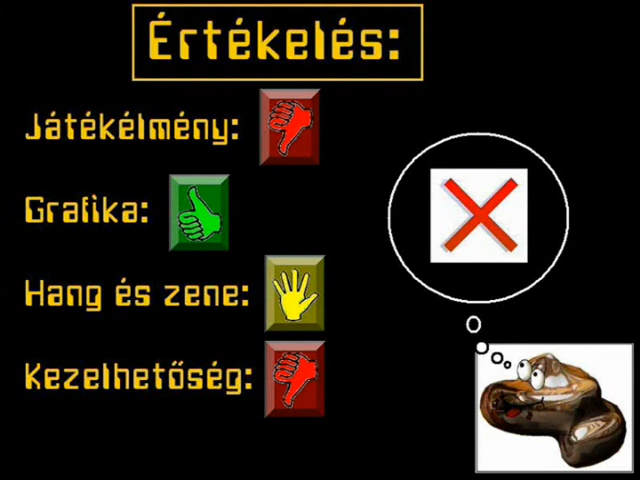 Értékelés:
Játékélmény:
Grafika:
Hang és zene:
Kezelhetőség: